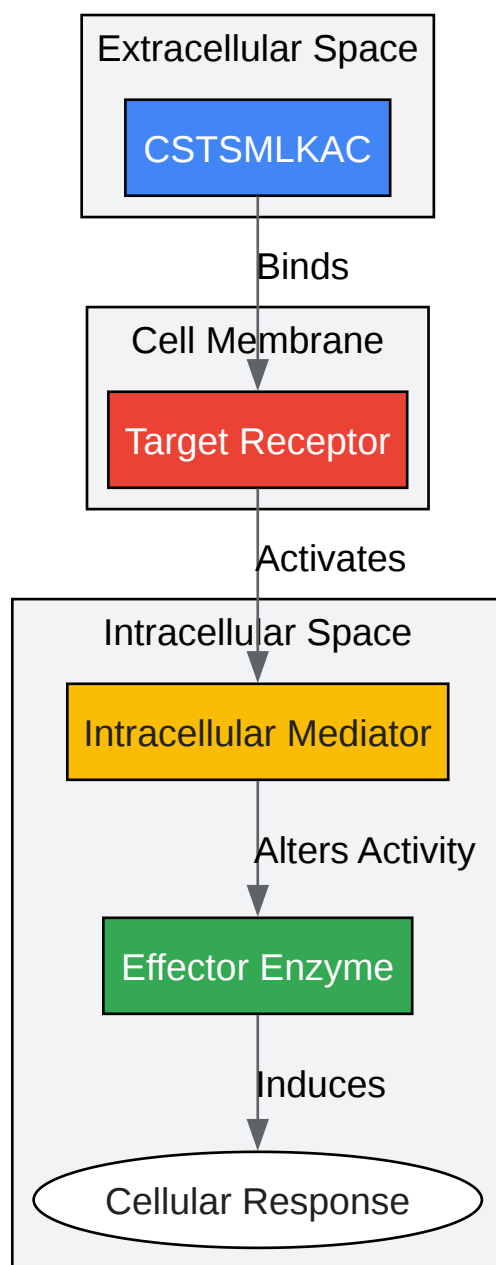 Extracellular Space
CSTSMLKAC
Binds
Cell Membrane
Target Receptor
Activates
Intracellular Space
Intracellular Mediator
Alters Activity
Effector Enzyme
Induces
Cellular Response